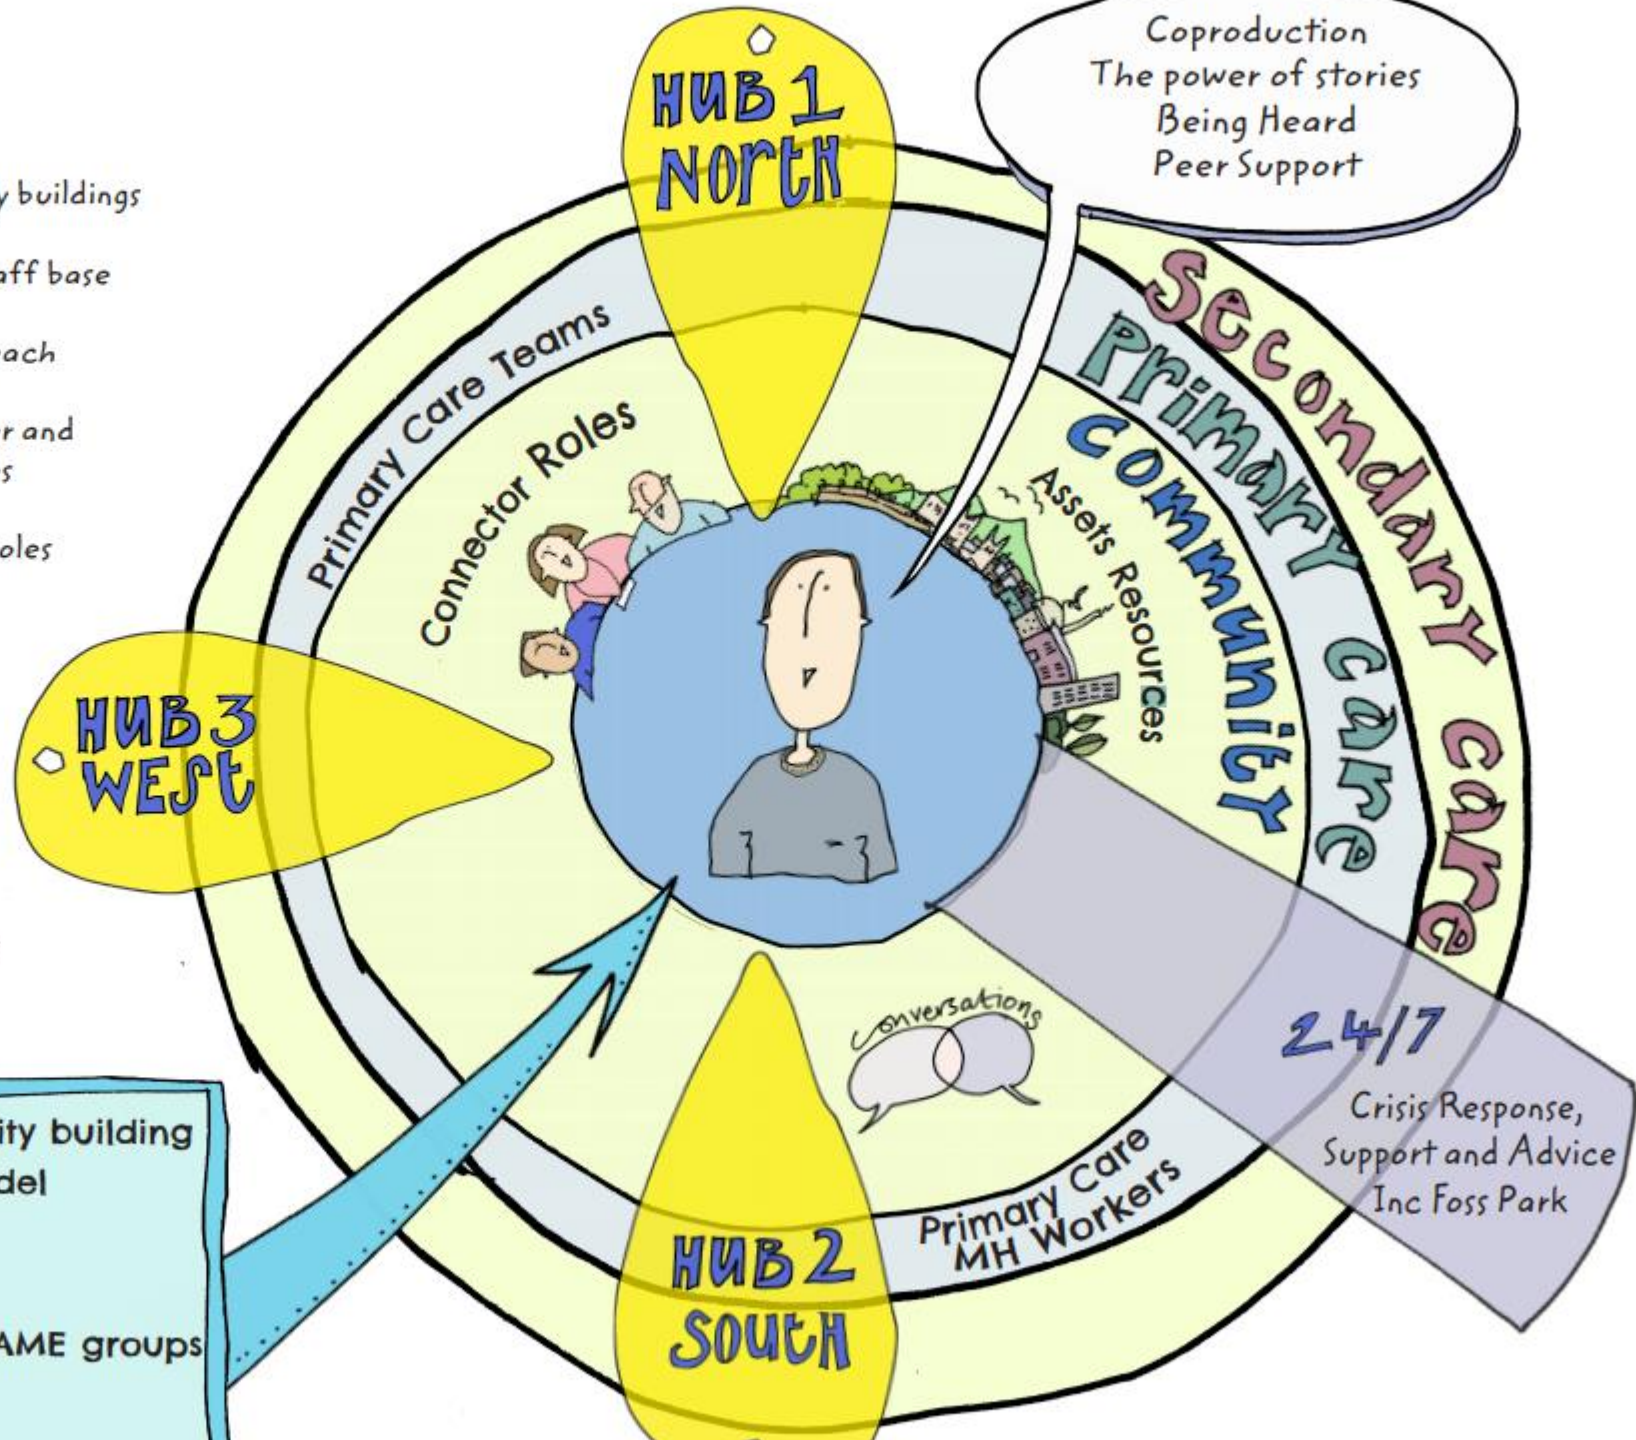 Coproduction
The power of stories
Being Heard
Peer Support
HUB 1
NORTH
y buildings
aff base
ach
r and
s
oles
Secondary Care
Primary Care
Community
Assets Resources
Primary Care Teams
Connector Roles
HUB 3
WEST
Conversations
24/7
Crisis Response,
Support and Advice
Inc Foss Park
Primary Care
MH Workers
HUB 2
SOUTH
ity building
del
AME groups